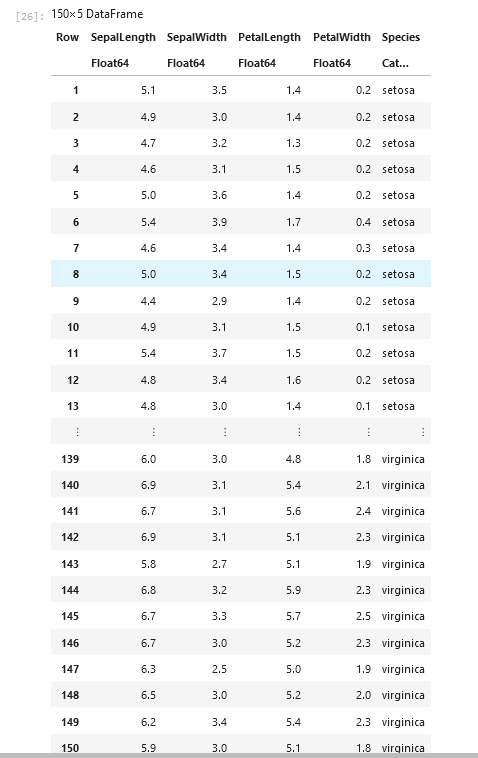 [26]: 150×5 DataFrame
Row SepalLength SepalWidth PetalLength PetalWidth Species
Float64 Float64 Float64 Float64 Cat…
1 5.1 3.5 1.4 0.2 setosa
2 4.9 3.0 1.4 0.2 setosa
3 4.7 3.2 1.3 0.2 setosa
4 4.6 3.1 1.5 0.2 setosa
5 5.0 3.6 1.4 0.2 setosa
6 5.4 3.9 1.7 0.4 setosa
7 4.6 3.4 1.4 0.3 setosa
8 5.0 3.4 1.5 0.2 setosa
9 4.4 2.9 1.4 0.2 setosa
10 4.9 3.1 1.5 0.1 setosa
11 5.4 3.7 1.5 0.2 setosa
12 4.8 3.4 1.6 0.2 setosa
13 4.8 3.0 1.4 0.1 setosa
⋮ ⋮ ⋮ ⋮ ⋮ ⋮
139 6.0 3.0 4.8 1.8 virginica
140 6.9 3.1 5.4 2.1 virginica
141 6.7 3.1 5.6 2.4 virginica
142 6.9 3.1 5.1 2.3 virginica
143 5.8 2.7 5.1 1.9 virginica
144 6.8 3.2 5.9 2.3 virginica
145 6.7 3.3 5.7 2.5 virginica
146 6.7 3.0 5.2 2.3 virginica
147 6.3 2.5 5.0 1.9 virginica
148 6.5 3.0 5.2 2.0 virginica
149 6.2 3.4 5.4 2.3 virginica
150 5.9 3.0 5.1 1.8 virginica